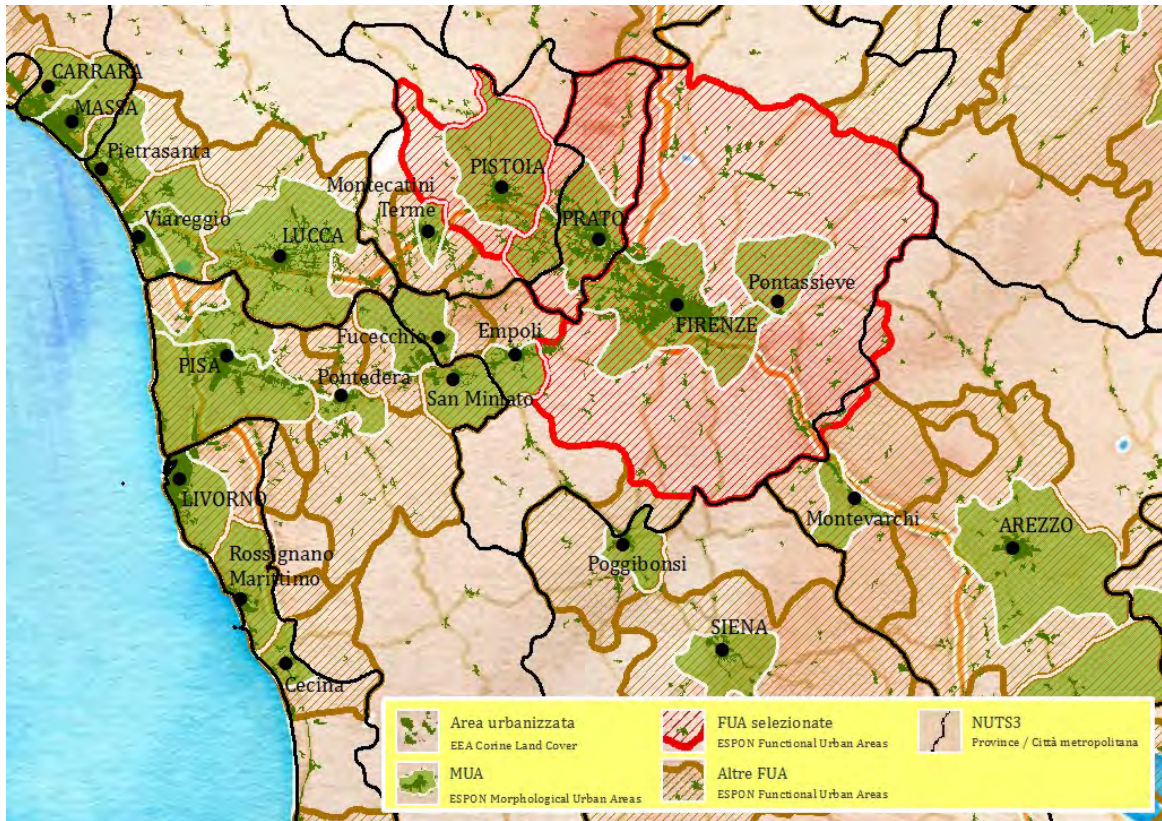 CARRARA
MASSA
Pietrasanta
Viareggio
LUCCA
Montecatini
Terme
PISTOIA
PRATO
Pontassieve
FIRENZE
Fucecchio
Empoli
PISA
Pontedera
San Miniato
LIVORNO
Rossignano
Marittimo
Cecina
Poggibonsi
SIENA
Montevarchi
AREZZO
Area urbanizzata
EEA Corine Land Cover
MUA
ESPON Morphological Urban Areas
FUA selezionate
ESPON Functional Urban Areas
Altre FUA
ESPON Functional Urban Areas
NUTS3
Province / Città metropolitana